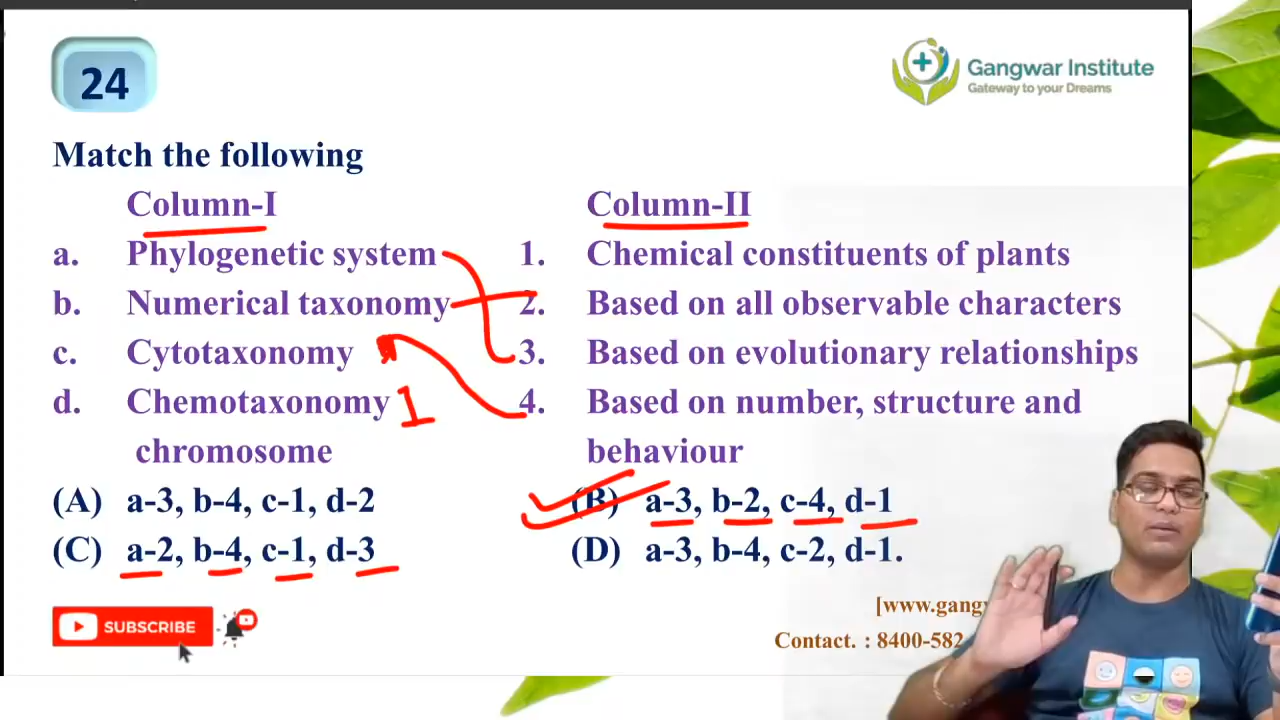 24
Gangwar Institute
Gateway to your Dreams
Match the following
Column-I Column-II
a. Phylogenetic system 1. Chemical constituents of plants
b. Numerical taxonomy 2. Based on all observable characters
c. Cytotaxonomy 3. Based on evolutionary relationships
d. Chemotaxonomy 1 4. Based on number, structure and
chromosome behaviour
(A) a-3, b-4, c-1, d-2 (B) a-3, b-2, c-4, d-1
(C) a-2, b-4, c-1, d-3 (D) a-3, b-4, c-2, d-1.
SUBSCRIBE
[www.gang
Contact. : 8400-582